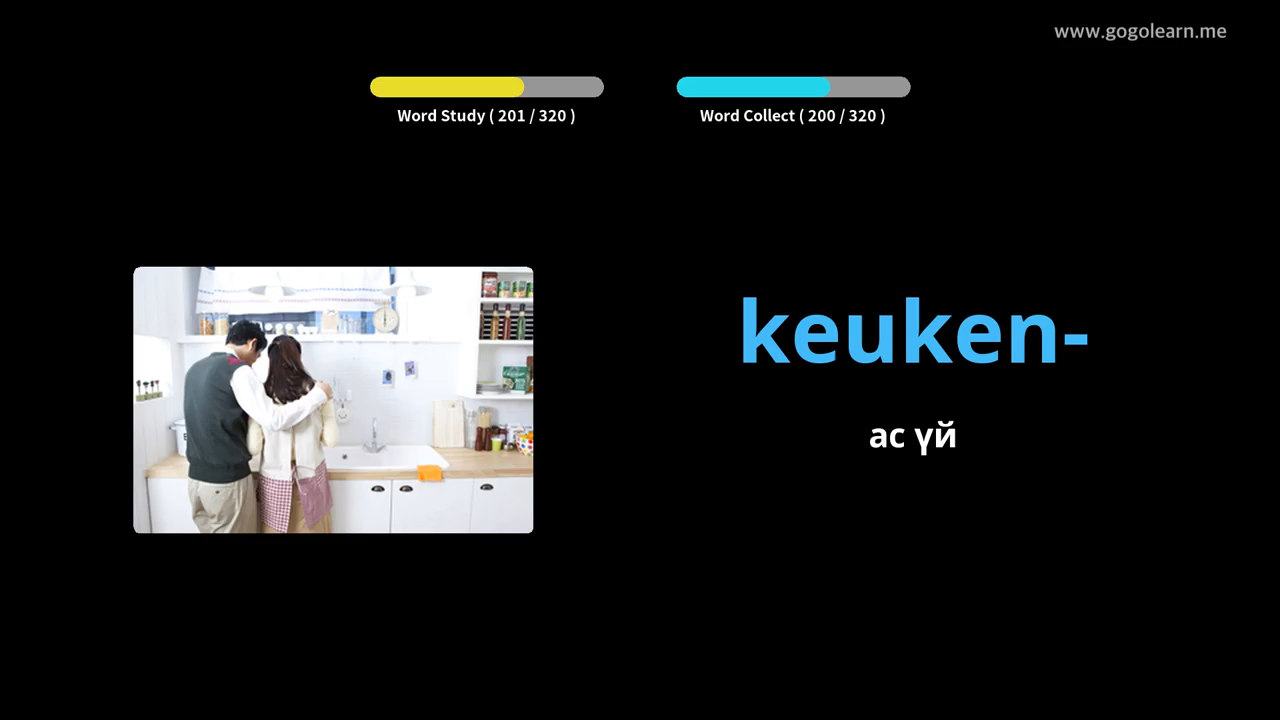 www.gogolearn.me
Word Study ( 201 / 320 )
Word Collect ( 200 / 320 )
keuken-
ас үй